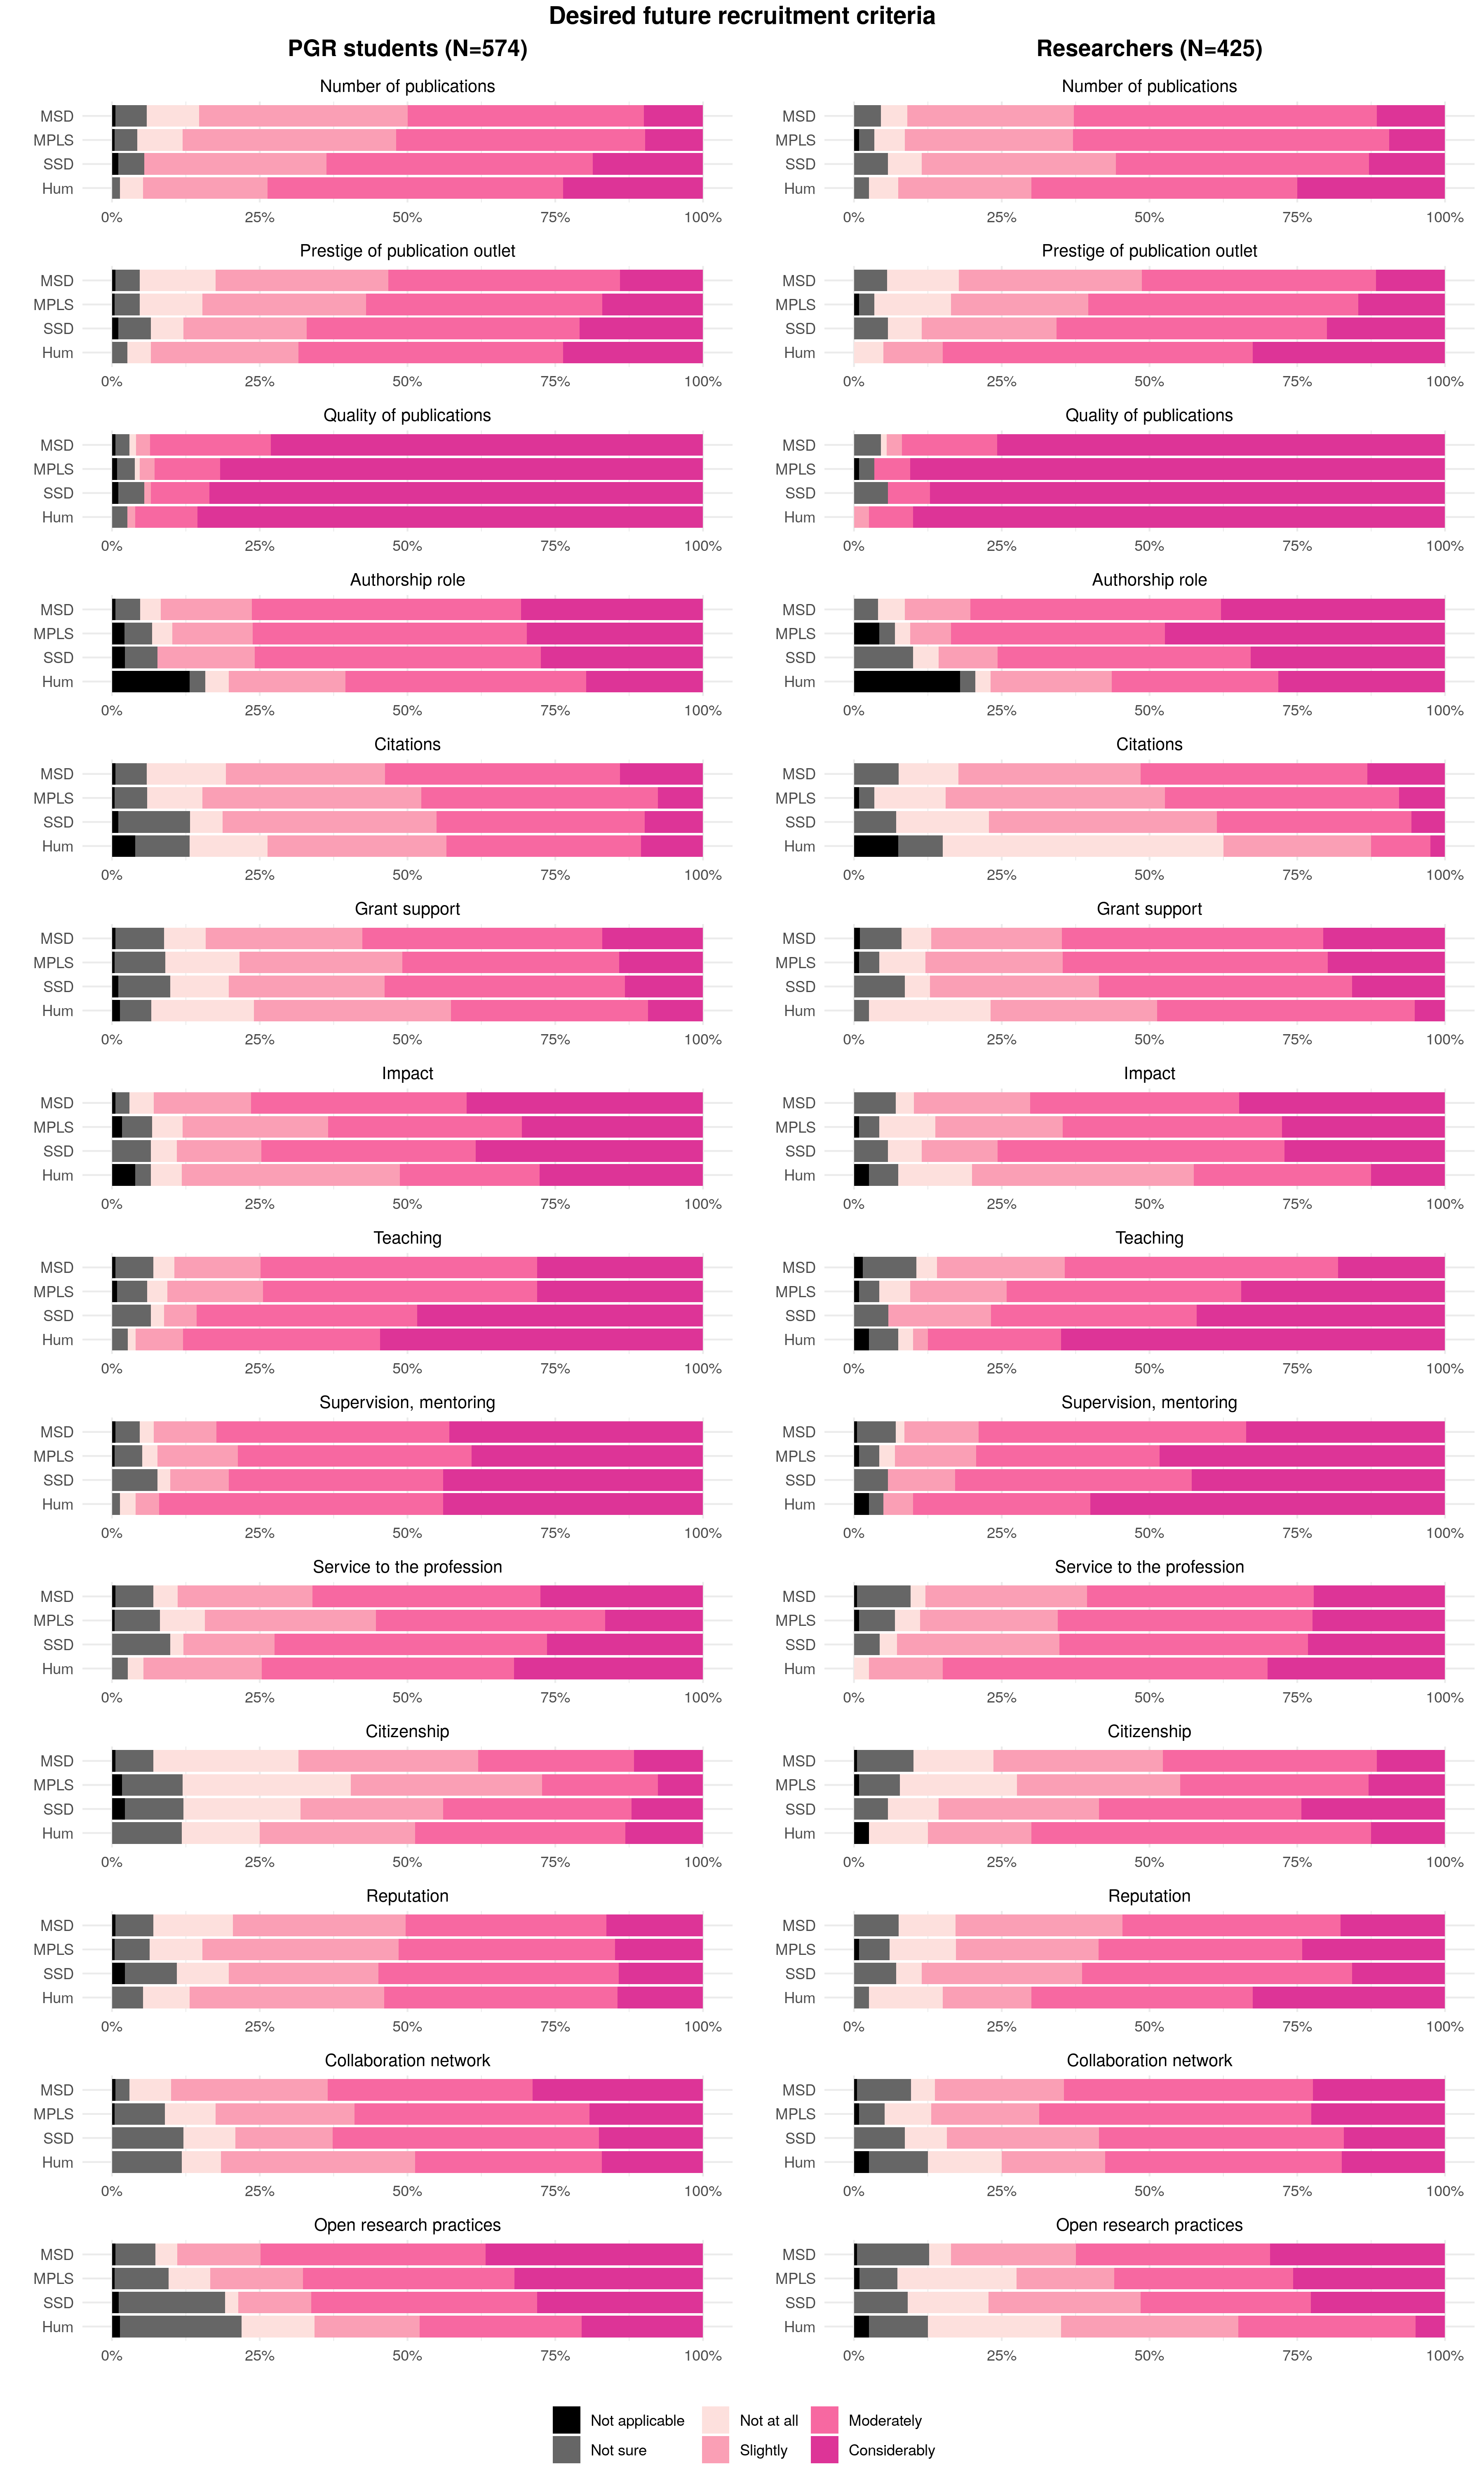 Desired future recruitment criteria
PGR students (N=574)
Researchers (N=425)
Number of publications
MSD
MPLS
SSD
Hum
0% 25% 50% 75% 100%
Number of publications
MSD
MPLS
SSD
Hum
0% 25% 50% 75% 100%
Prestige of publication outlet
MSD
MPLS
SSD
Hum
0% 25% 50% 75% 100%
Prestige of publication outlet
MSD
MPLS
SSD
Hum
0% 25% 50% 75% 100%
Quality of publications
MSD
MPLS
SSD
Hum
0% 25% 50% 75% 100%
Quality of publications
MSD
MPLS
SSD
Hum
0% 25% 50% 75% 100%
Authorship role
MSD
MPLS
SSD
Hum
0% 25% 50% 75% 100%
Authorship role
MSD
MPLS
SSD
Hum
0% 25% 50% 75% 100%
Citations
MSD
MPLS
SSD
Hum
0% 25% 50% 75% 100%
Citations
MSD
MPLS
SSD
Hum
0% 25% 50% 75% 100%
Grant support
MSD
MPLS
SSD
Hum
0% 25% 50% 75% 100%
Grant support
MSD
MPLS
SSD
Hum
0% 25% 50% 75% 100%
Impact
MSD
MPLS
SSD
Hum
0% 25% 50% 75% 100%
Impact
MSD
MPLS
SSD
Hum
0% 25% 50% 75% 100%
Teaching
MSD
MPLS
SSD
Hum
0% 25% 50% 75% 100%
Teaching
MSD
MPLS
SSD
Hum
0% 25% 50% 75% 100%
Supervision, mentoring
MSD
MPLS
SSD
Hum
0% 25% 50% 75% 100%
Supervision, mentoring
MSD
MPLS
SSD
Hum
0% 25% 50% 75% 100%
Service to the profession
MSD
MPLS
SSD
Hum
0% 25% 50% 75% 100%
Service to the profession
MSD
MPLS
SSD
Hum
0% 25% 50% 75% 100%
Citizenship
MSD
MPLS
SSD
Hum
0% 25% 50% 75% 100%
Citizenship
MSD
MPLS
SSD
Hum
0% 25% 50% 75% 100%
Reputation
MSD
MPLS
SSD
Hum
0% 25% 50% 75% 100%
Reputation
MSD
MPLS
SSD
Hum
0% 25% 50% 75% 100%
Collaboration network
MSD
MPLS
SSD
Hum
0% 25% 50% 75% 100%
Collaboration network
MSD
MPLS
SSD
Hum
0% 25% 50% 75% 100%
Open research practices
MSD
MPLS
SSD
Hum
0% 25% 50% 75% 100%
Open research practices
MSD
MPLS
SSD
Hum
0% 25% 50% 75% 100%
Not applicable Not at all Moderately
Not sure Slightly Considerably